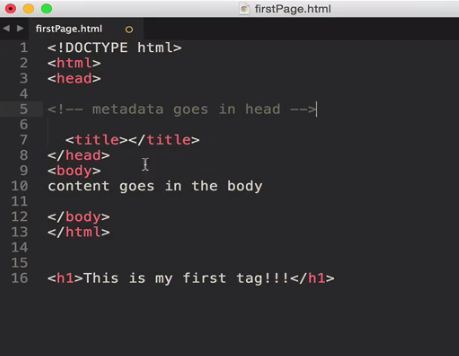 firstPage.html
firstPage.html
1 <!DOCTYPE html>
2 <html>
3 <head>
4
5 <!-- metadata goes in head -->
6
7 <title></title>
8 </head>
9 <body>
10 content goes in the body
11
12 </body>
13 </html>
14
15
16 <h1>This is my first tag!!!</h1>